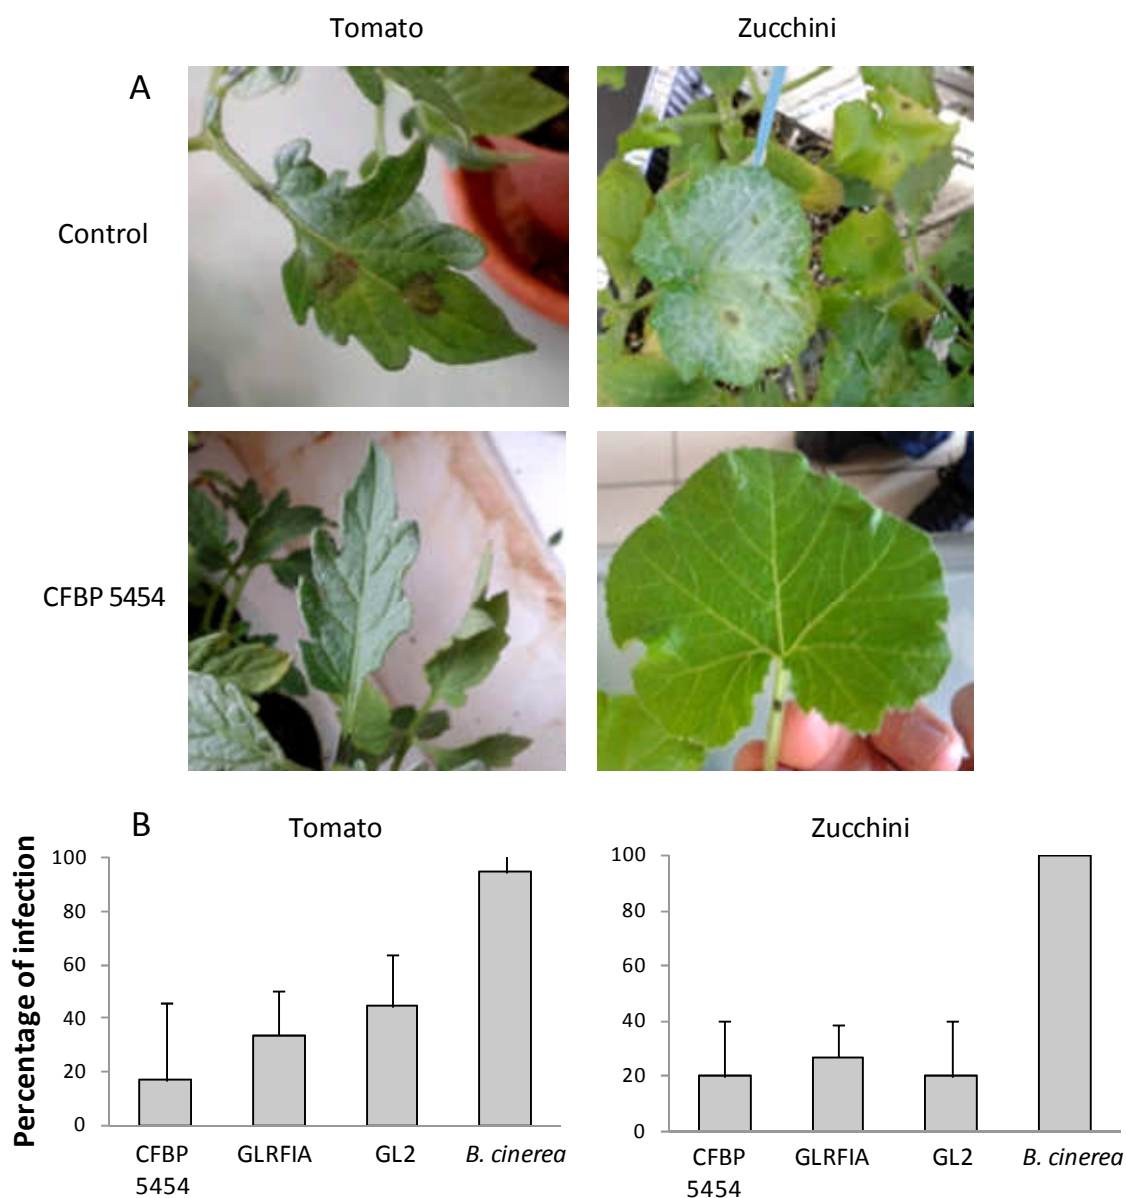 Tomato Zucchini
A
Control
CFBP 5454
B
Tomato Zucchini
Percentage of infection
100
80
60
40
20
0
CFBP
5454
GLRFIA
GL2
B. cinerea
100
80
60
40
20
0
CFBP
5454
GLRFIA
GL2
B. cinerea